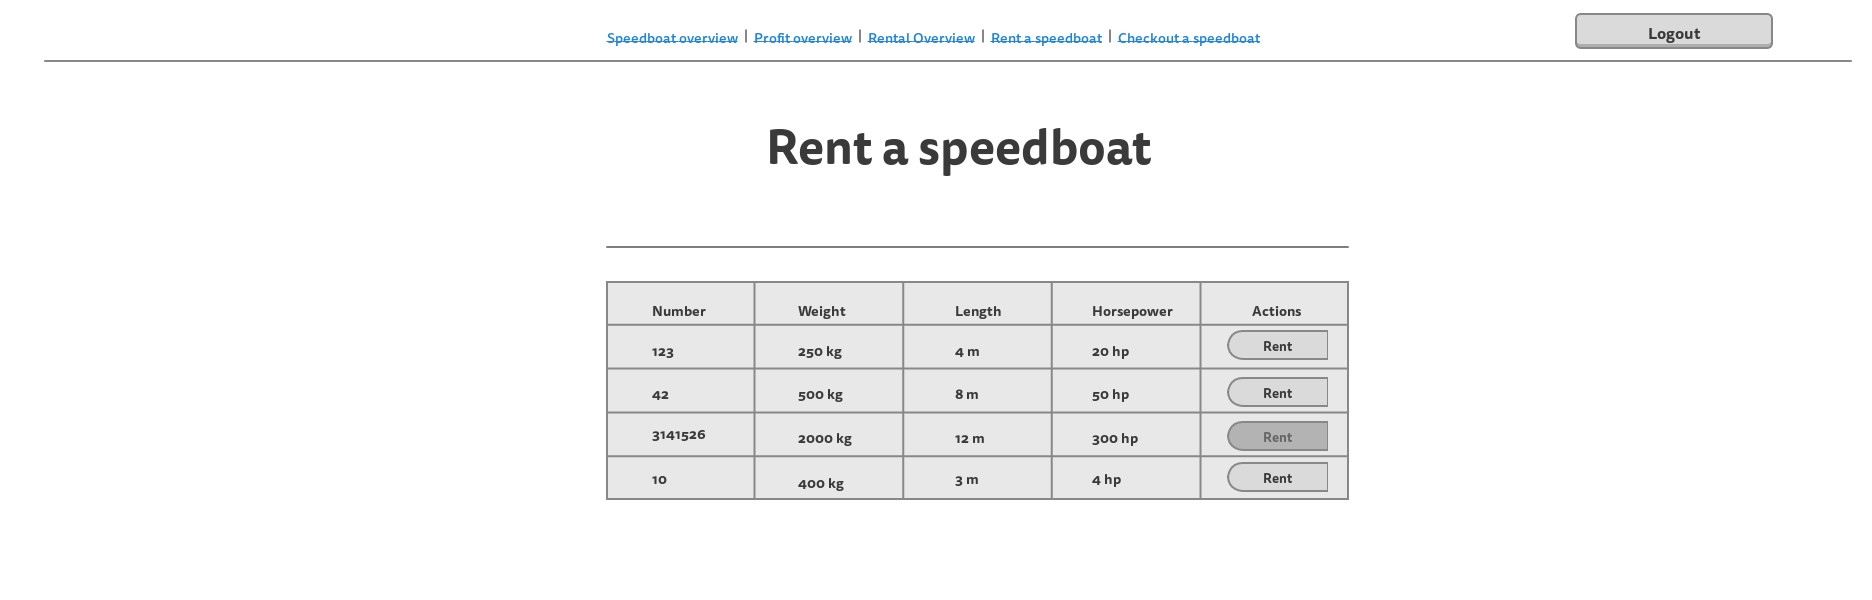 Speedboat overview | Profit overview | Rental Overview | Rent a speedboat | Checkout a speedboat Logout
Rent a speedboat
Number Weight Length Horsepower Actions
123 250 kg 4 m 20 hp Rent
42 500 kg 8 m 50 hp Rent
3141526 2000 kg 12 m 300 hp Rent
10 400 kg 3 m 4 hp Rent